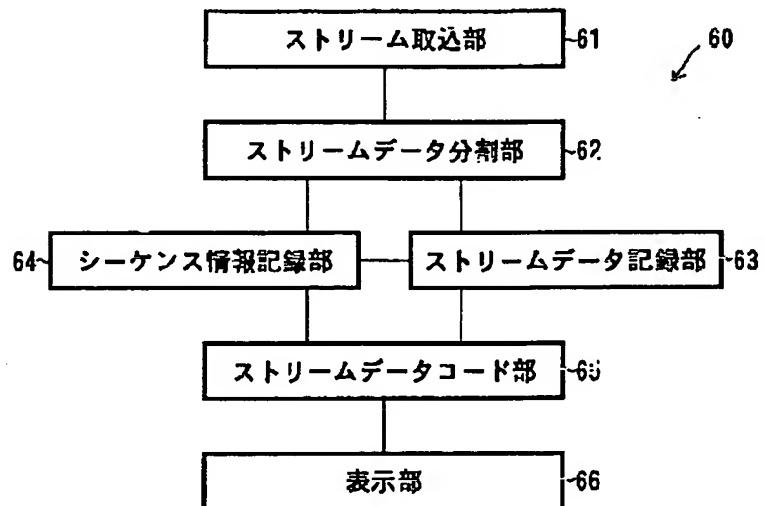 ストリーム取込部 61
60
ストリームデータ分割部 62
64 シーケンス情報記録部
ストリームデータ記録部 63
ストリームデータコード部 65
表示部 66